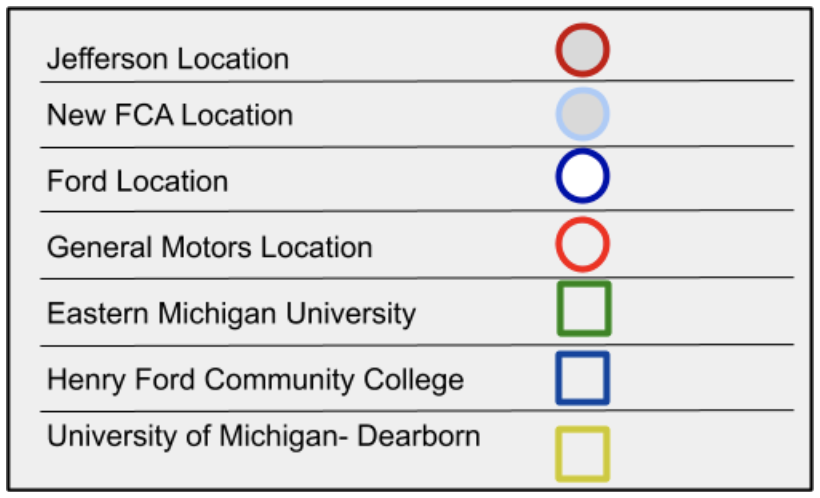 Jefferson Location
New FCA Location
Ford Location
General Motors Location
Eastern Michigan University
Henry Ford Community College
University of Michigan- Dearborn